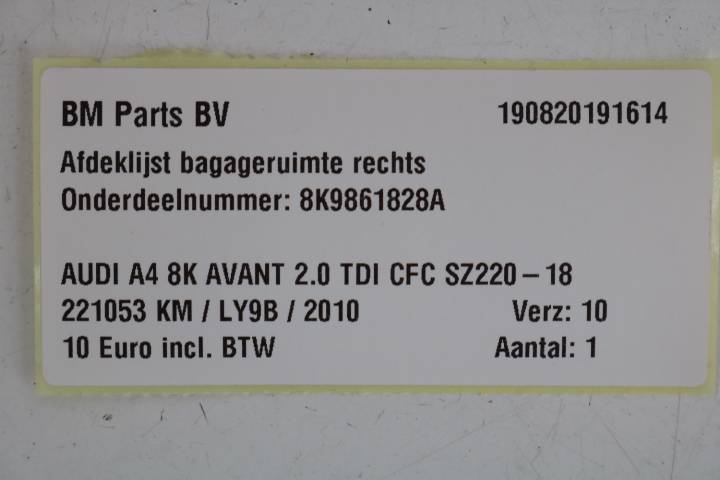 BM Parts BV 190820191614
Afdeklijst bagageruimte rechts
Onderdeelnummer: 8K9861828A
AUDI A4 8K AVANT 2.0 TDI CFC SZ220 – 18
221053 KM / LY9B / 2010 Verz: 10
10 Euro incl. BTW Aantal: 1